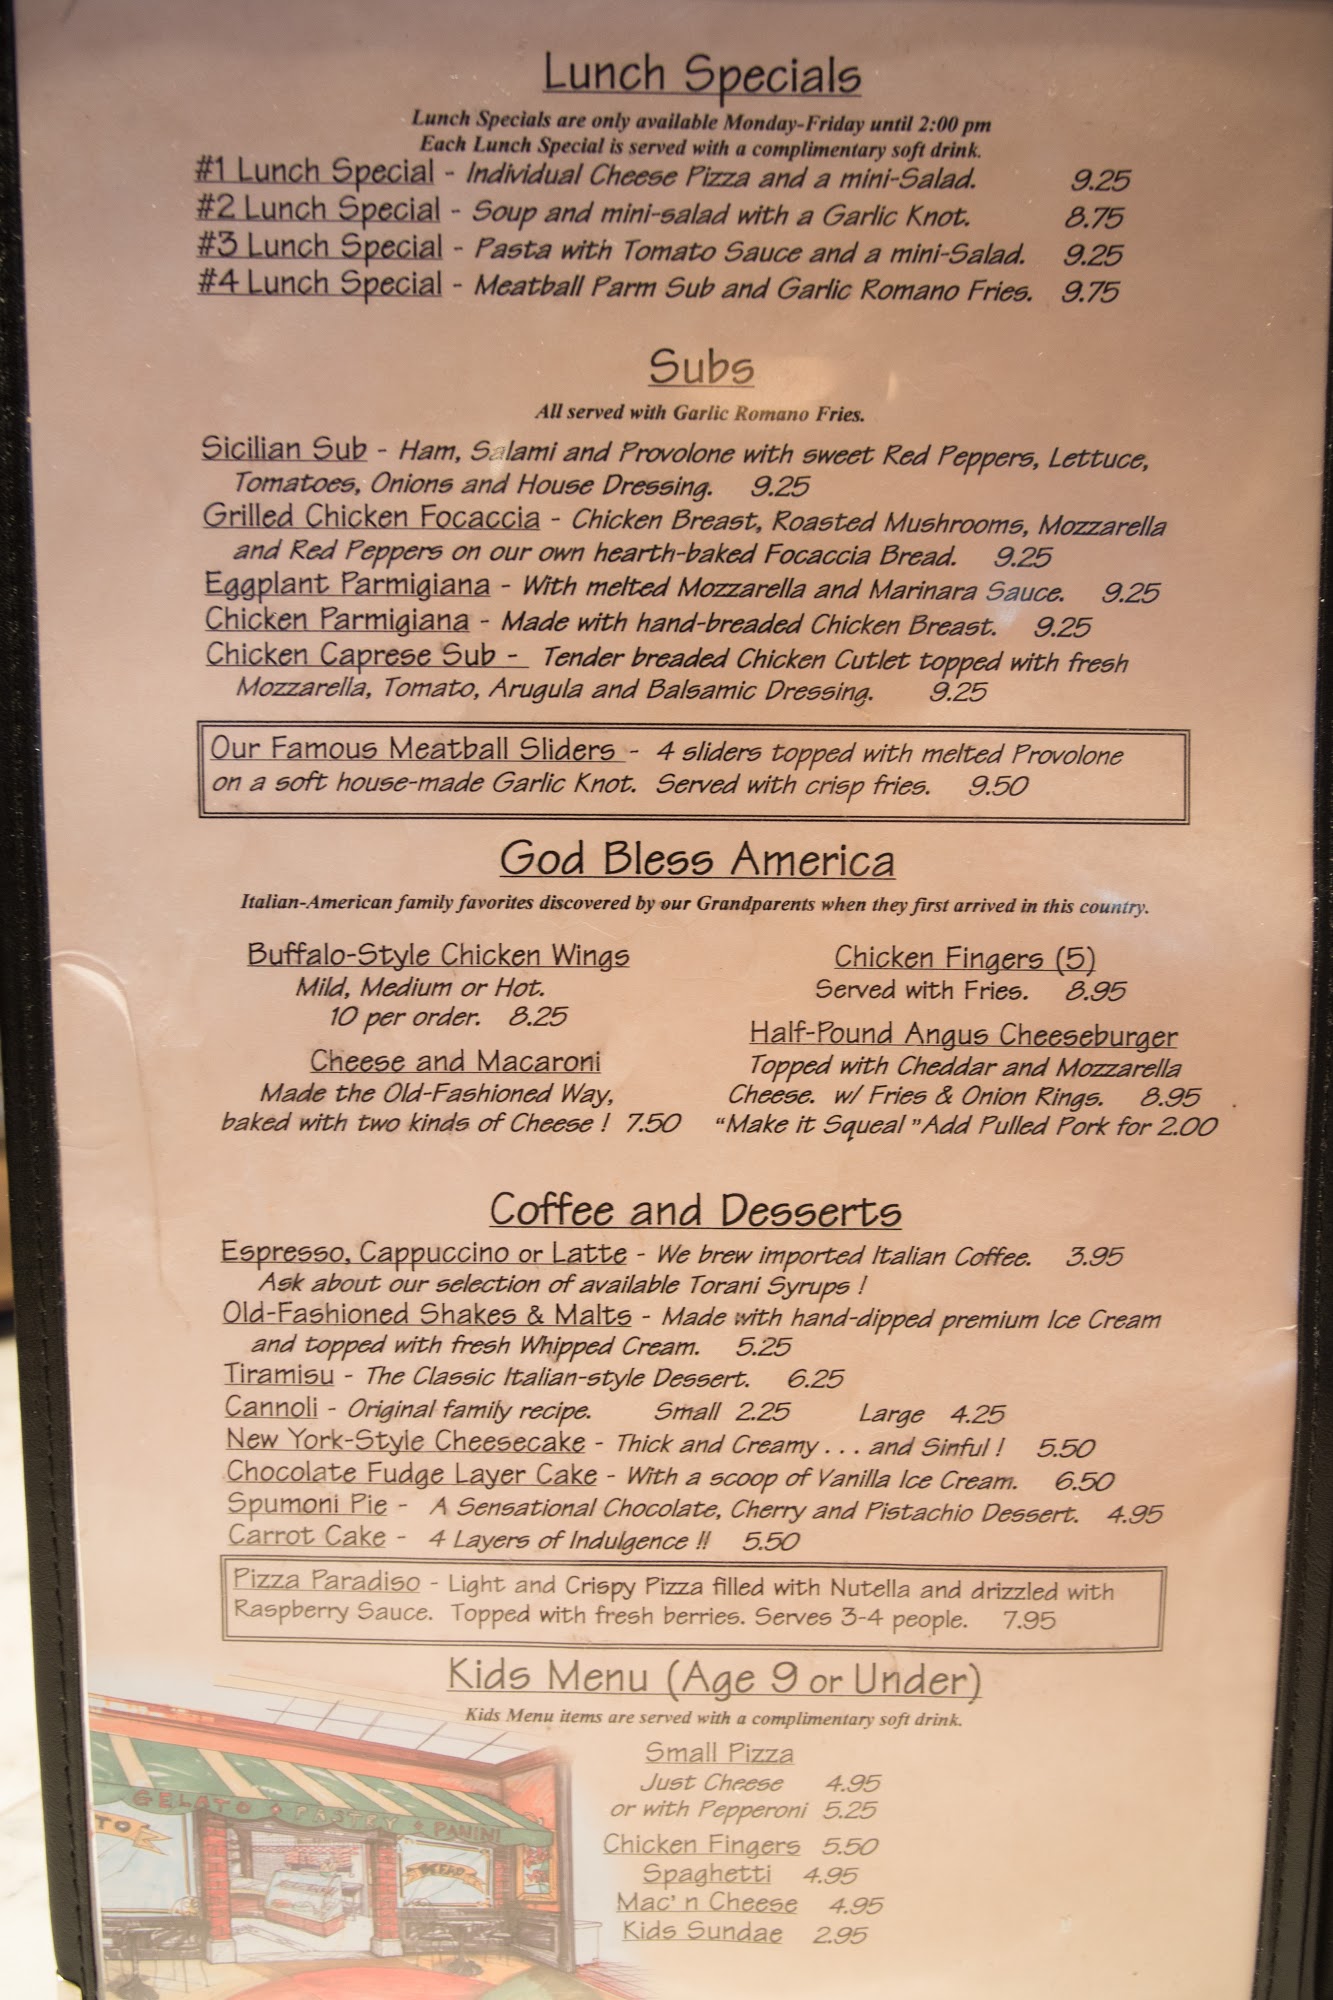 Lunch Specials
Lunch Specials are only available Monday-Friday until 2:00 pm
Each Lunch Special is served with a complimentary soft drink.
#1 Lunch Special - Individual Cheese Pizza and a mini-Salad. 9.25
#2 Lunch Special - Soup and mini-salad with a Garlic Knot. 8.75
#3 Lunch Special - Pasta with Tomato Sauce and a mini-Salad. 9.25
#4 Lunch Special - Meatball Parm Sub and Garlic Romano Fries. 9.75
Subs
All served with Garlic Romano Fries.
Sicilian Sub - Ham, Salami and Provolone with sweet Red Peppers, Lettuce,
Tomatoes, Onions and House Dressing. 9.25
Grilled Chicken Focaccia - Chicken Breast, Roasted Mushrooms, Mozzarella
and Red Peppers on our own hearth-baked Focaccia Bread. 9.25
Eggplant Parmigiana - With melted Mozzarella and Marinara Sauce. 9.25
Chicken Parmigiana - Made with hand-breaded Chicken Breast. 9.25
Chicken Caprese Sub - Tender breaded Chicken Cutlet topped with fresh
Mozzarella, Tomato, Arugula and Balsamic Dressing. 9.25
Our Famous Meatball Sliders - 4 sliders topped with melted Provolone
on a soft house-made Garlic Knot. Served with crisp fries. 9.50
God Bless America
Italian-American family favorites discovered by our Grandparents when they first arrived in this country.
Buffalo-Style Chicken Wings
Mild, Medium or Hot.
10 per order. 8.25
Cheese and Macaroni
Made the Old-Fashioned Way,
baked with two kinds of Cheese ! 7.50
Chicken Fingers (5)
Served with Fries. 8.95
Half-Pound Angus Cheeseburger
Topped with Cheddar and Mozzarella
Cheese. w/ Fries & Onion Rings. 8.95
"Make it Squeal " Add Pulled Pork for 2.00
Coffee and Desserts
Espresso, Cappuccino or Latte - We brew imported Italian Coffee. 3.95
Ask about our selection of available Torani Syrups !
Old-Fashioned Shakes & Malts - Made with hand-dipped premium Ice Cream
and topped with fresh Whipped Cream. 5.25
Tiramisu - The Classic Italian-style Dessert. 6.25
Cannoli - Original family recipe. Small 2.25 Large 4.25
New York-Style Cheesecake - Thick and Creamy . . . and Sinful ! 5.50
Chocolate Fudge Layer Cake - With a scoop of Vanilla Ice Cream. 6.50
Spumoni Pie - A Sensational Chocolate, Cherry and Pistachio Dessert. 4.95
Carrot Cake - 4 Layers of Indulgence !! 5.50
Pizza Paradiso - Light and Crispy Pizza filled with Nutella and drizzled with
Raspberry Sauce. Topped with fresh berries. Serves 3-4 people. 7.95
Kids Menu (Age 9 or Under)
Kids Menu items are served with a complimentary soft drink.
Small Pizza
Just Cheese 4.95
or with Pepperoni 5.25
Chicken Fingers 5.50
Spaghetti 4.95
Mac' n Cheese 4.95
Kids Sundae 2.95
GELATO PASTRY PANINI
TO
BREAD